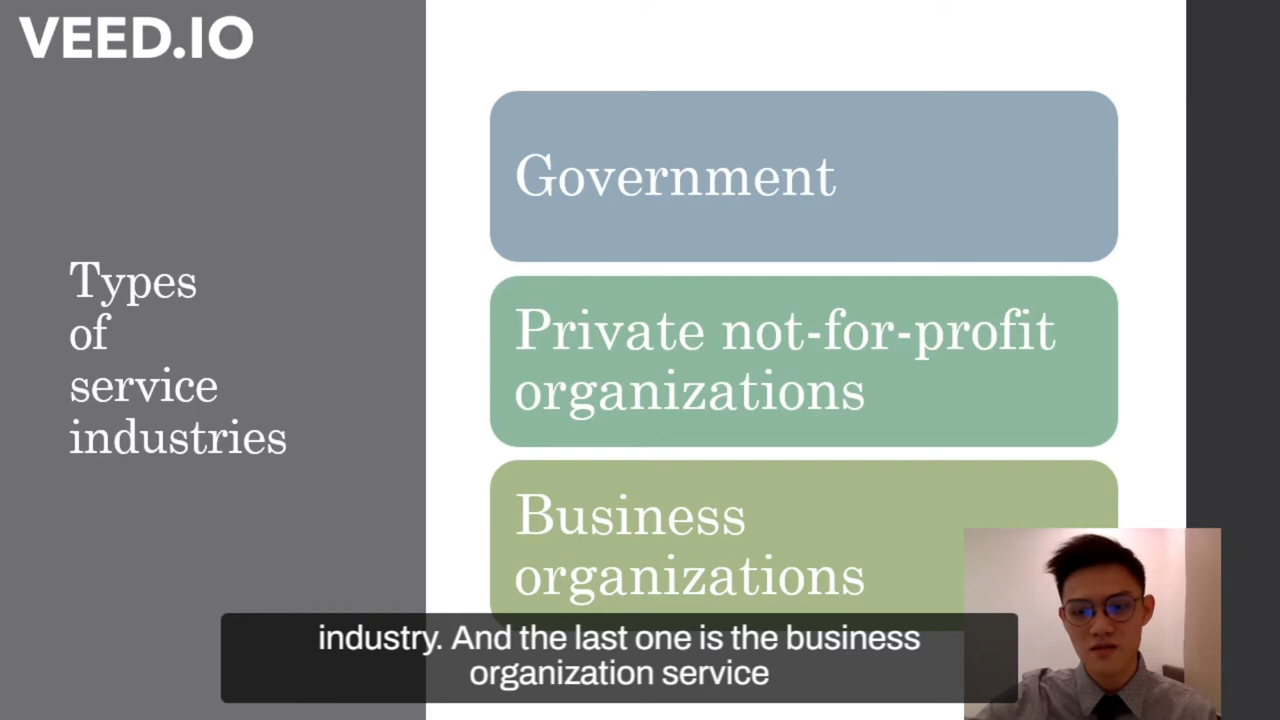 VEED.IO
Types
of
service
industries
Government
Private not-for-profit
organizations
Business
organizations
industry. And the last one is the business
organization service